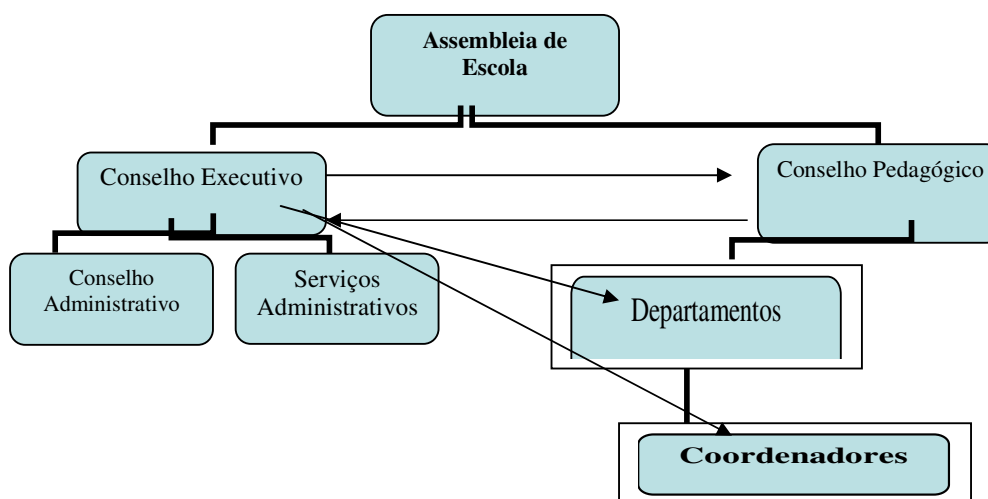 Assembleia de
Escola
Conselho Executivo
Conselho Pedagógico
Conselho
Administrativo
Serviços
Administrativos
Departamentos
Coordenadores